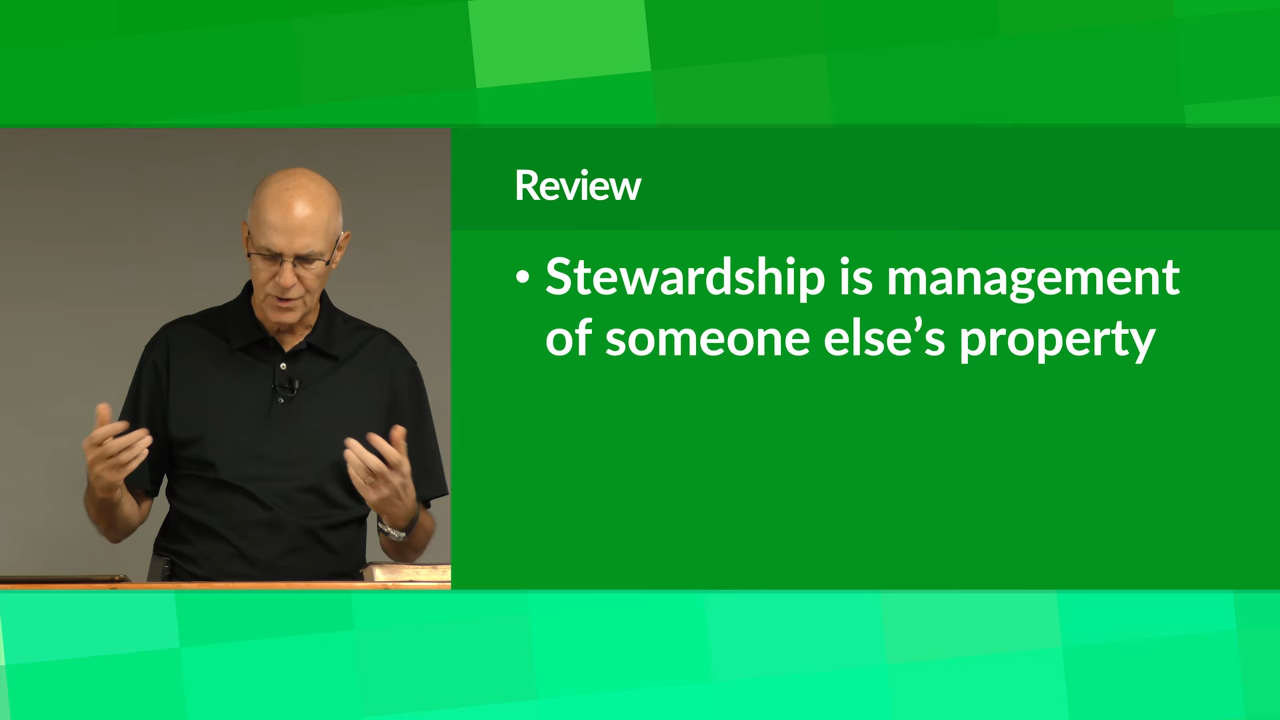 Review
• Stewardship is management
of someone else’s property